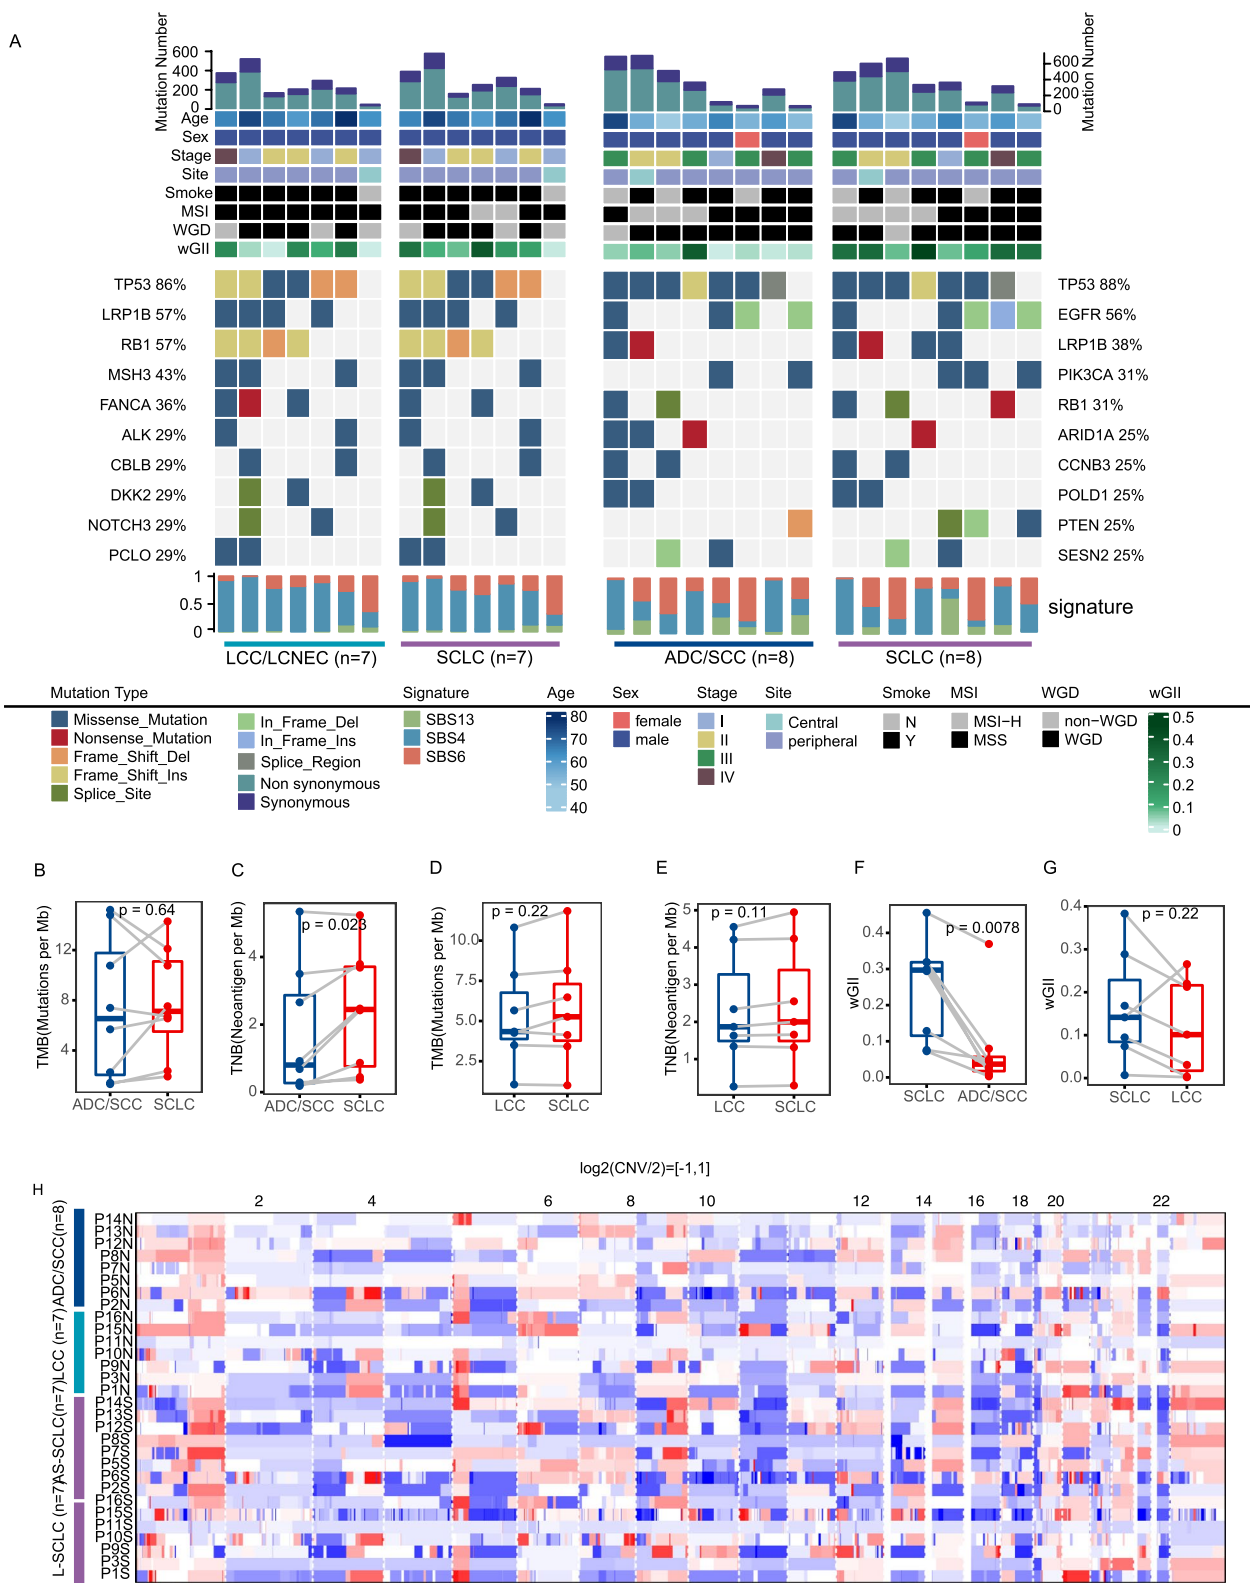 A
Mutation Number
600
400
200
0
Mutation Number
600
400
200
0
Age
Sex
Stage
Site
Smoke
MSI
WGD
wGII
TP53 86%
LRP1B 57%
RB1 57%
MSH3 43%
FANCA 36%
ALK 29%
CBLB 29%
DKK2 29%
NOTCH3 29%
PCLO 29%
TP53 88%
EGFR 56%
LRP1B 38%
PIK3CA 31%
RB1 31%
ARID1A 25%
CCNB3 25%
POLD1 25%
PTEN 25%
SESN2 25%
1
0.5
0
signature
LCC/LCNEC (n=7)
SCLC (n=7)
ADC/SCC (n=8)
SCLC (n=8)
Mutation Type
Missense_Mutation
Nonsense_Mutation
Frame_Shift_Del
Frame_Shift_Ins
Splice_Site
In_Frame_Del
In_Frame_Ins
Splice_Region
Non synonymous
Synonymous
Signature
SBS13
SBS4
SBS6
Age
80
70
60
50
40
Sex
female
male
Stage
I
II
III
IV
Site
Central
peripheral
Smoke
N
Y
MSI
MSI-H
MSS
WGD
non-WGD
WGD
wGII
0.5
0.4
0.3
0.2
0.1
0
B
TMB(Mutations per Mb)
p = 0.64
12
8
4
ADC/SCC
SCLC
C
TNB(Neoantigen per Mb)
p = 0.023
4
2
0
ADC/SCC
SCLC
D
TMB(Mutations per Mb)
p = 0.22
10.0
7.5
5.0
2.5
LCC
SCLC
E
TNB(Neoantigen per Mb)
p = 0.11
5
4
3
2
1
LCC
SCLC
F
wGII
p = 0.0078
0.4
0.3
0.2
0.1
0.0
SCLC
ADC/SCC
G
wGII
p = 0.22
0.4
0.3
0.2
0.1
0.0
SCLC
LCC
log2(CNV/2)=[-1,1]
H
2 4 6 8 10 12 14 16 18 20 22
ADC/SCC(n=8)
P14N
P13N
P12N
P8N
P7N
P5N
P6N
P2N
LCC (n=7)
P16N
P15N
P11N
P10N
P9N
P3N
P1N
AS-SCLC(n=7)
P14S
P13S
P12S
P8S
P7S
P5S
P6S
P2S
L-SCLC (n=7)
P16S
P15S
P11S
P10S
P9S
P3S
P1S